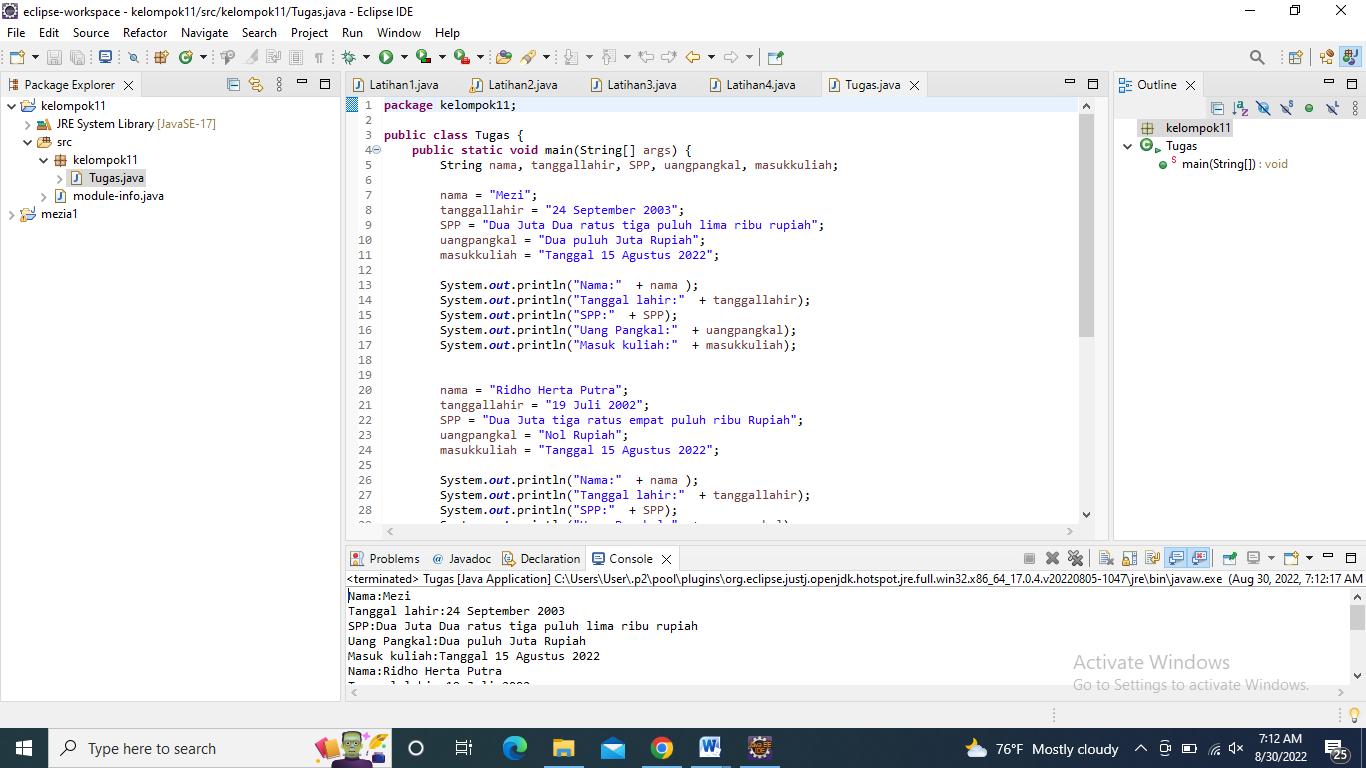 eclipse-workspace - kelompok11/src/kelompok11/Tugas.java - Eclipse IDE
File Edit Source Refactor Navigate Search Project Run Window Help
Package Explorer
kelompok11
JRE System Library [JavaSE-17]
src
kelompok11
Tugas.java
module-info.java
mezia1
Latihan1.java Latihan2.java Latihan3.java Latihan4.java Tugas.java
1 package kelompok11;
2
3 public class Tugas {
4 public static void main(String[] args) {
5 String nama, tanggallahir, SPP, uangpangkal, masukkuliah;
6
7 nama = "Mezi";
8 tanggallahir = "24 September 2003";
9 SPP = "Dua Juta Dua ratus tiga puluh lima ribu rupiah";
10 uangpangkal = "Dua puluh Juta Rupiah";
11 masukkuliah = "Tanggal 15 Agustus 2022";
12
13 System.out.println("Nama:"  + nama );
14 System.out.println("Tanggal lahir:"  + tanggallahir);
15 System.out.println("SPP:"  + SPP);
16 System.out.println("Uang Pangkal:"  + uangpangkal);
17 System.out.println("Masuk kuliah:"  + masukkuliah);
18
19
20 nama = "Ridho Herta Putra";
21 tanggallahir = "19 Juli 2002";
22 SPP = "Dua Juta tiga ratus empat puluh ribu Rupiah";
23 uangpangkal = "Nol Rupiah";
24 masukkuliah = "Tanggal 15 Agustus 2022";
25
26 System.out.println("Nama:"  + nama );
27 System.out.println("Tanggal lahir:"  + tanggallahir);
28 System.out.println("SPP:"  + SPP);
Outline
kelompok11
Tugas
main(String[]) : void
Problems @ Javadoc Declaration Console
<terminated> Tugas [Java Application] C:\Users\User\.p2\pool\plugins\org.eclipse.justj.openjdk.hotspot.jre.full.win32.x86_64_17.0.4.v20220805-1047\jre\bin\javaw.exe (Aug 30, 2022, 7:12:17 AM
Nama:Mezi
Tanggal lahir:24 September 2003
SPP:Dua Juta Dua ratus tiga puluh lima ribu rupiah
Uang Pangkal:Dua puluh Juta Rupiah
Masuk kuliah:Tanggal 15 Agustus 2022
Nama:Ridho Herta Putra
Activate Windows
Go to Settings to activate Windows.
Type here to search
76°F Mostly cloudy
7:12 AM
8/30/2022
25